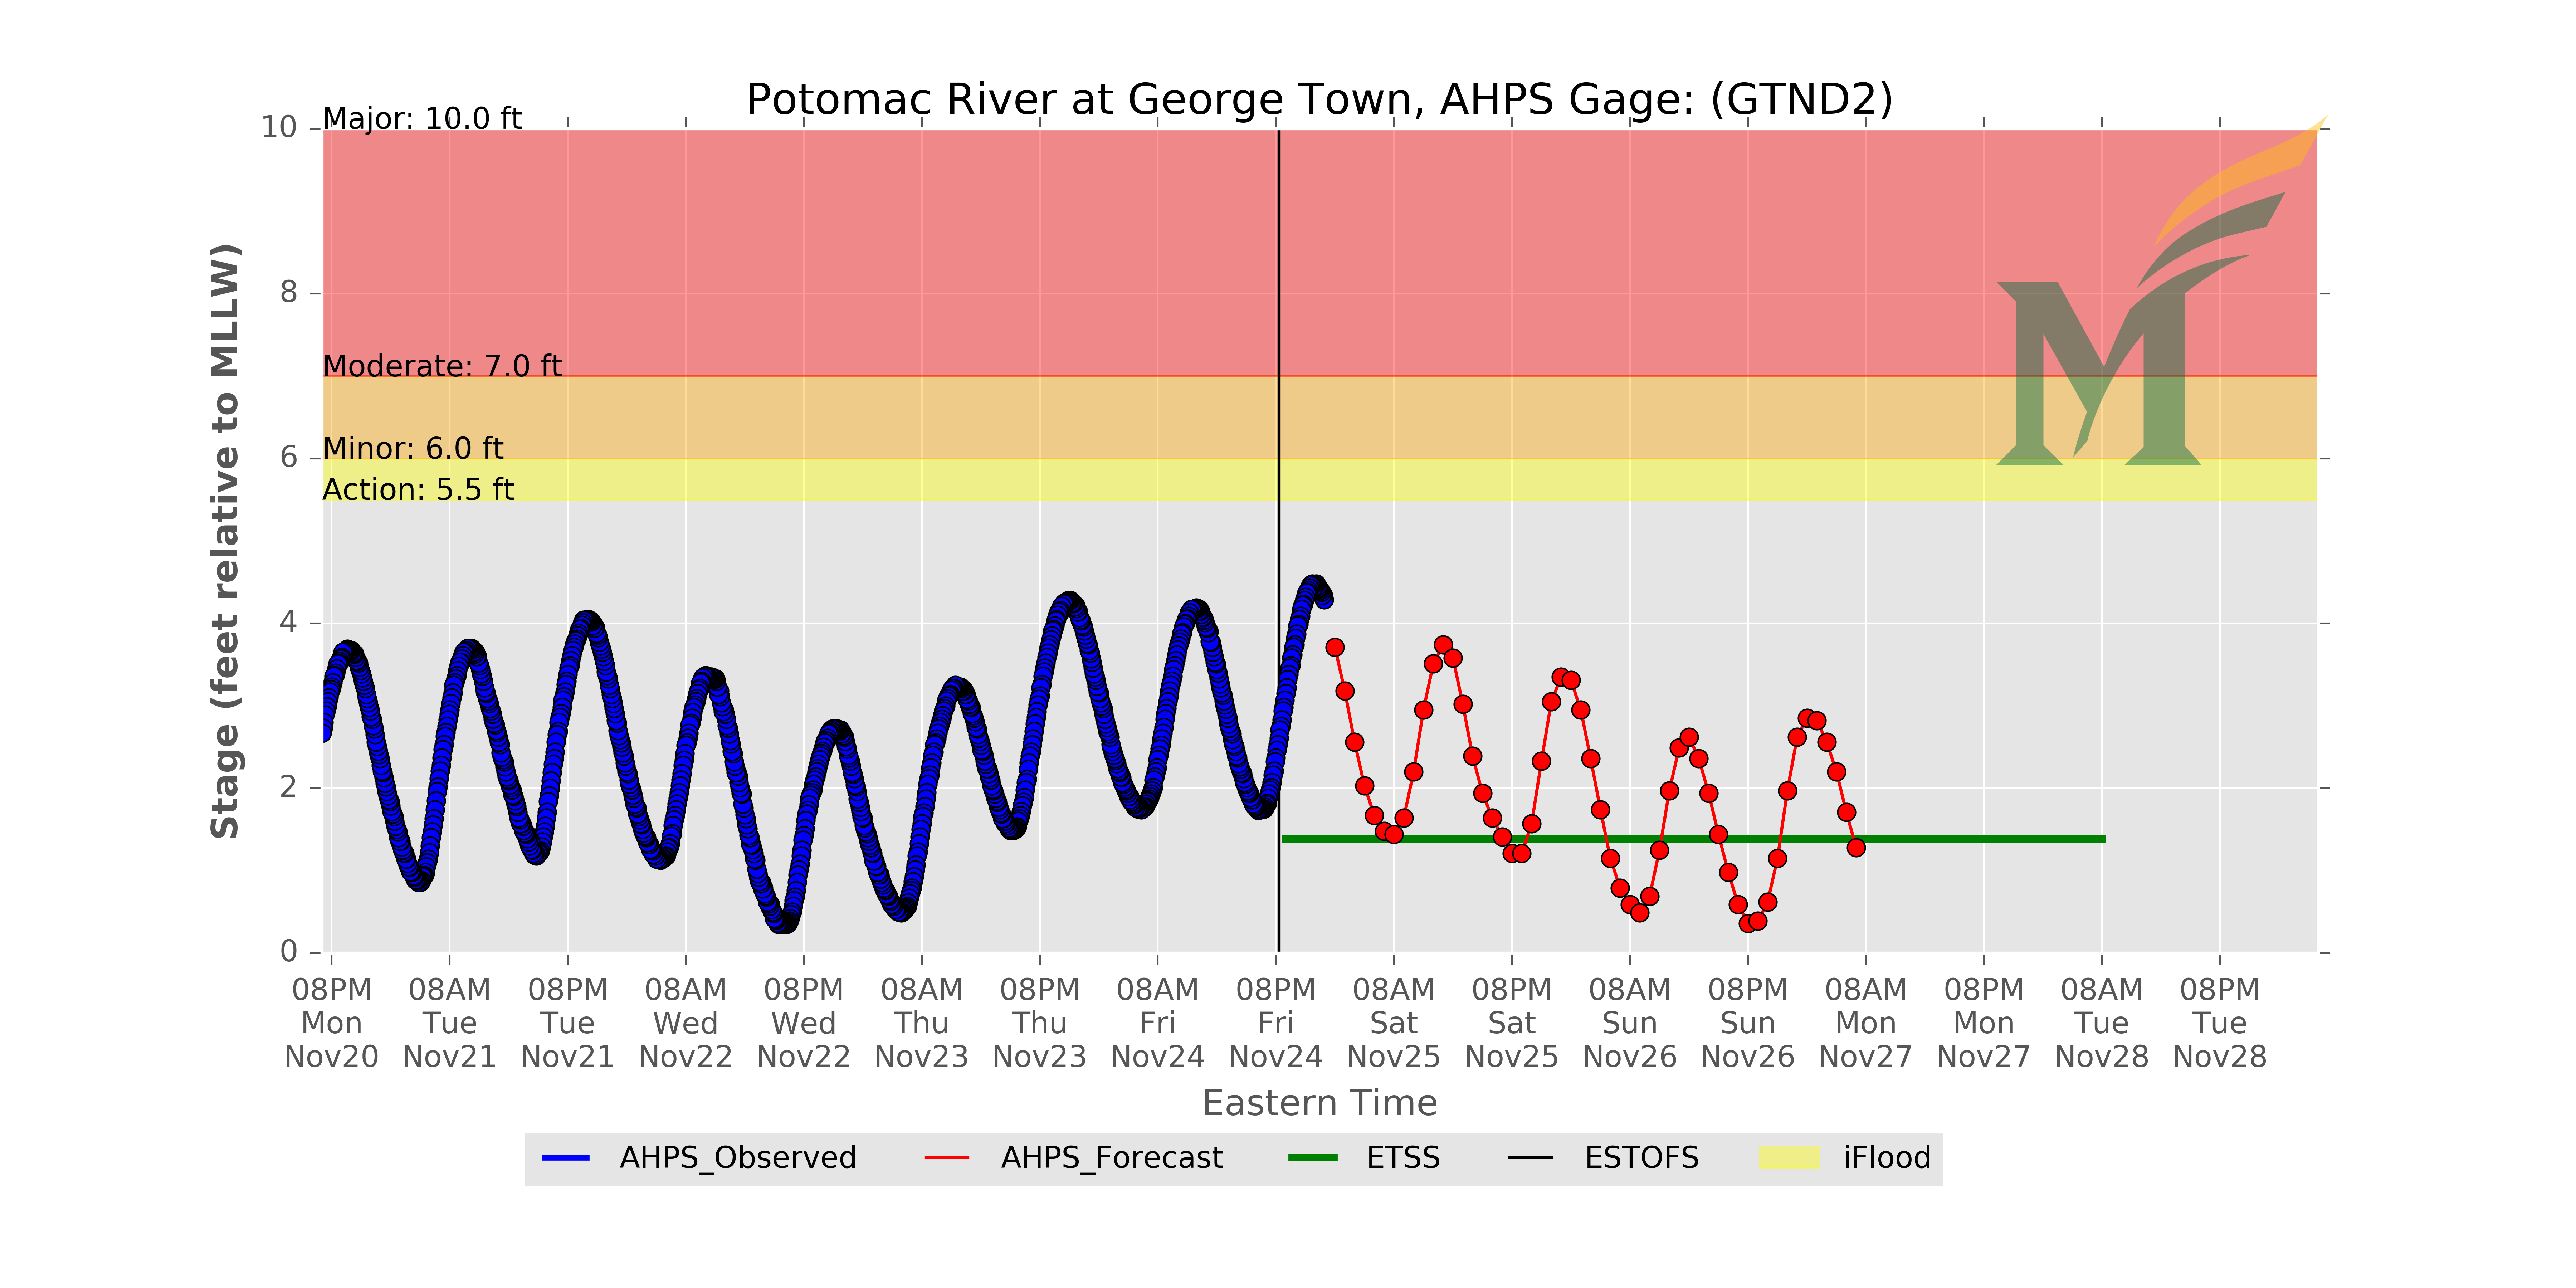 Potomac River at George Town, AHPS Gage: (GTND2)
Major: 10.0 ft
Moderate: 7.0 ft
Minor: 6.0 ft
Action: 5.5 ft
Stage (feet relative to MLLW)
10
8
6
4
2
0
08PM 08AM 08PM 08AM 08PM 08AM 08PM 08AM 08PM 08AM 08PM 08AM 08PM 08AM 08PM 08AM 08PM
Mon Tue Tue Wed Wed Thu Thu Fri Fri Sat Sat Sun Sun Mon Mon Tue Tue
Nov20 Nov21 Nov21 Nov22 Nov22 Nov23 Nov23 Nov24 Nov24 Nov25 Nov25 Nov26 Nov26 Nov27 Nov27 Nov28 Nov28
Eastern Time
AHPS_Observed AHPS_Forecast ETSS ESTOFS iFlood
M